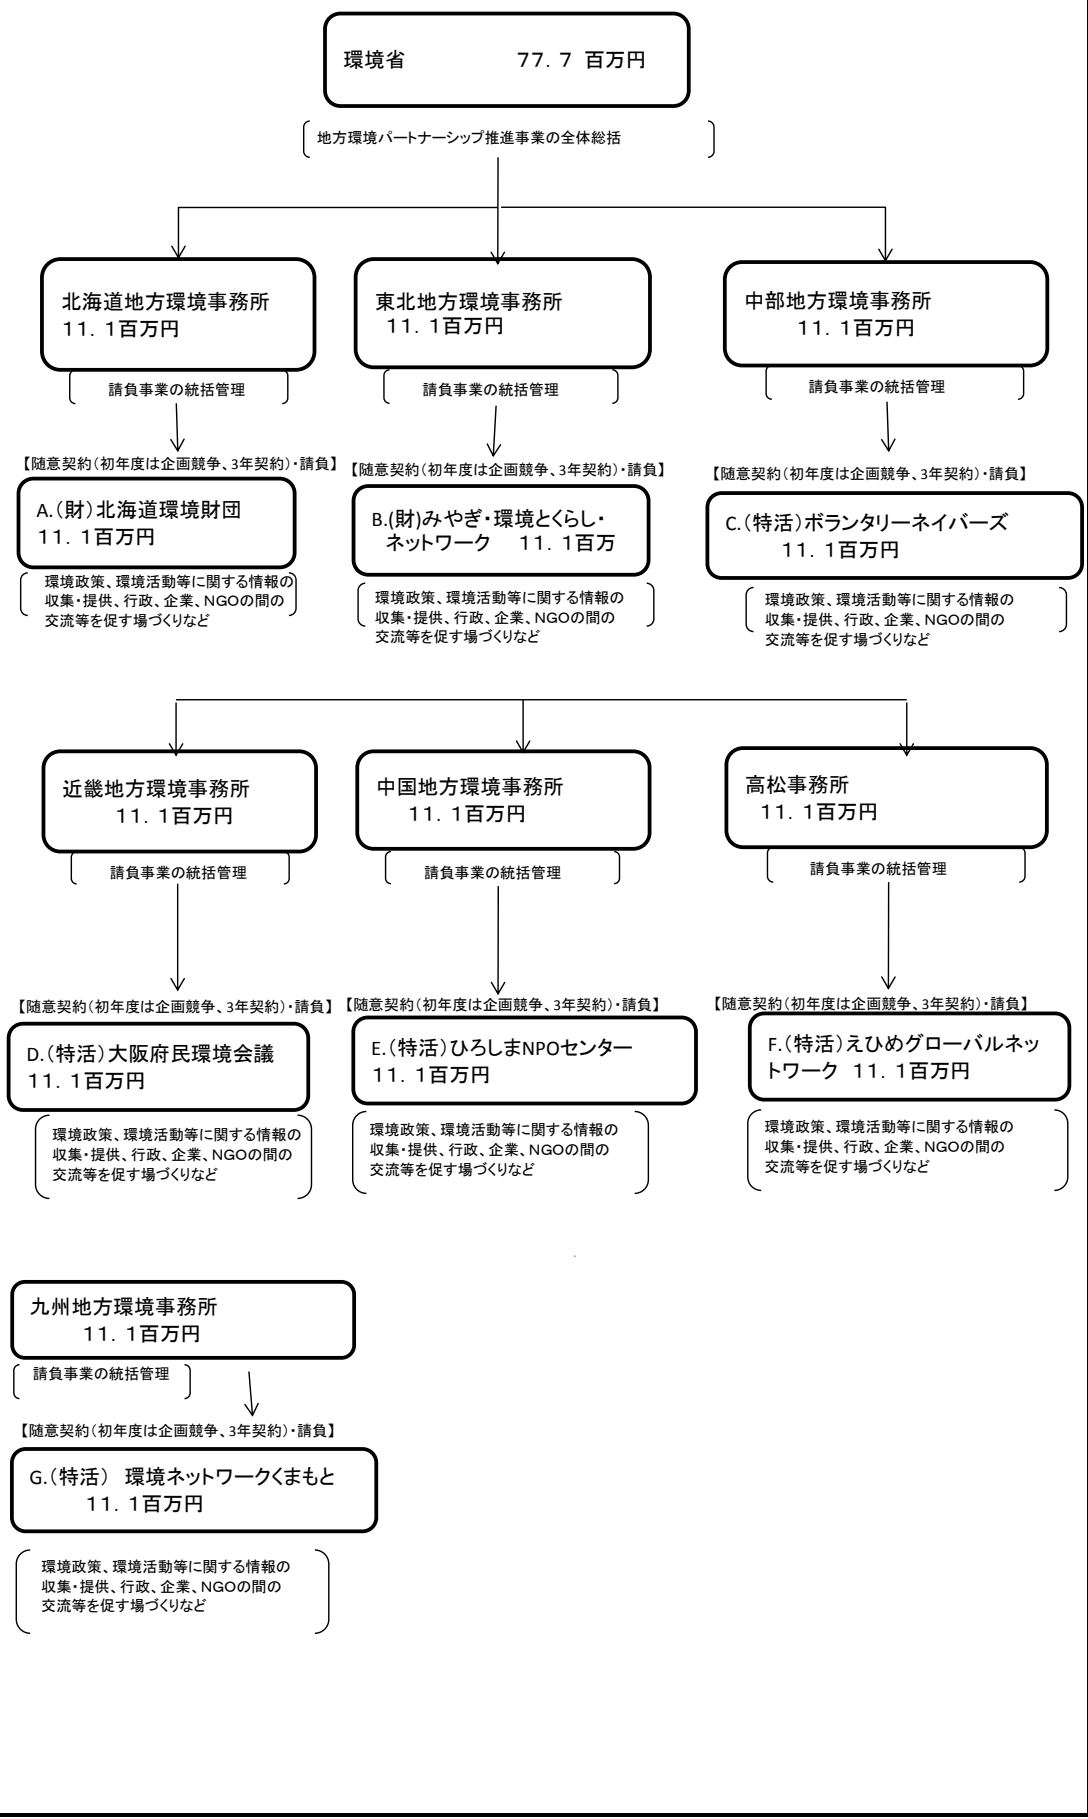 環境省　　　　　７７．７ 百万円
地方環境パートナーシップ推進事業の全体総括
北海道地方環境事務所
１１．１百万円
請負事業の統括管理
【随意契約（初年度は企画競争、3年契約）・請負】
A.（財）北海道環境財団
１１．１百万円
環境政策、環境活動等に関する情報の
収集・提供、行政、企業、NGOの間の
交流等を促す場づくりなど
東北地方環境事務所
１１．１百万円
請負事業の統括管理
【随意契約（初年度は企画競争、3年契約）・請負】
B.(財)みやぎ・環境とくらし・
ネットワーク　１１．１百万
環境政策、環境活動等に関する情報の
収集・提供、行政、企業、NGOの間の
交流等を促す場づくりなど
中部地方環境事務所
１１．１百万円
請負事業の統括管理
【随意契約（初年度は企画競争、3年契約）・請負】
C.（特活）ボランタリーネイバーズ
１１．１百万円
環境政策、環境活動等に関する情報の
収集・提供、行政、企業、NGOの間の
交流等を促す場づくりなど
近畿地方環境事務所
１１．１百万円
請負事業の統括管理
【随意契約（初年度は企画競争、3年契約）・請負】
D.（特活）大阪府民環境会議
１１．１百万円
環境政策、環境活動等に関する情報の
収集・提供、行政、企業、NGOの間の
交流等を促す場づくりなど
中国地方環境事務所
１１．１百万円
請負事業の統括管理
【随意契約（初年度は企画競争、3年契約）・請負】
E.（特活）ひろしまNPOセンター
１１．１百万円
環境政策、環境活動等に関する情報の
収集・提供、行政、企業、NGOの間の
交流等を促す場づくりなど
高松事務所
１１．１百万円
請負事業の統括管理
【随意契約（初年度は企画競争、3年契約）・請負】
F.（特活）えひめグローバルネッ
トワーク　１１．１百万円
環境政策、環境活動等に関する情報の
収集・提供、行政、企業、NGOの間の
交流等を促す場づくりなど
九州地方環境事務所
１１．１百万円
請負事業の統括管理
【随意契約（初年度は企画競争、3年契約）・請負】
G.（特活）　環境ネットワークくまもと
１１．１百万円
環境政策、環境活動等に関する情報の
収集・提供、行政、企業、NGOの間の
交流等を促す場づくりなど